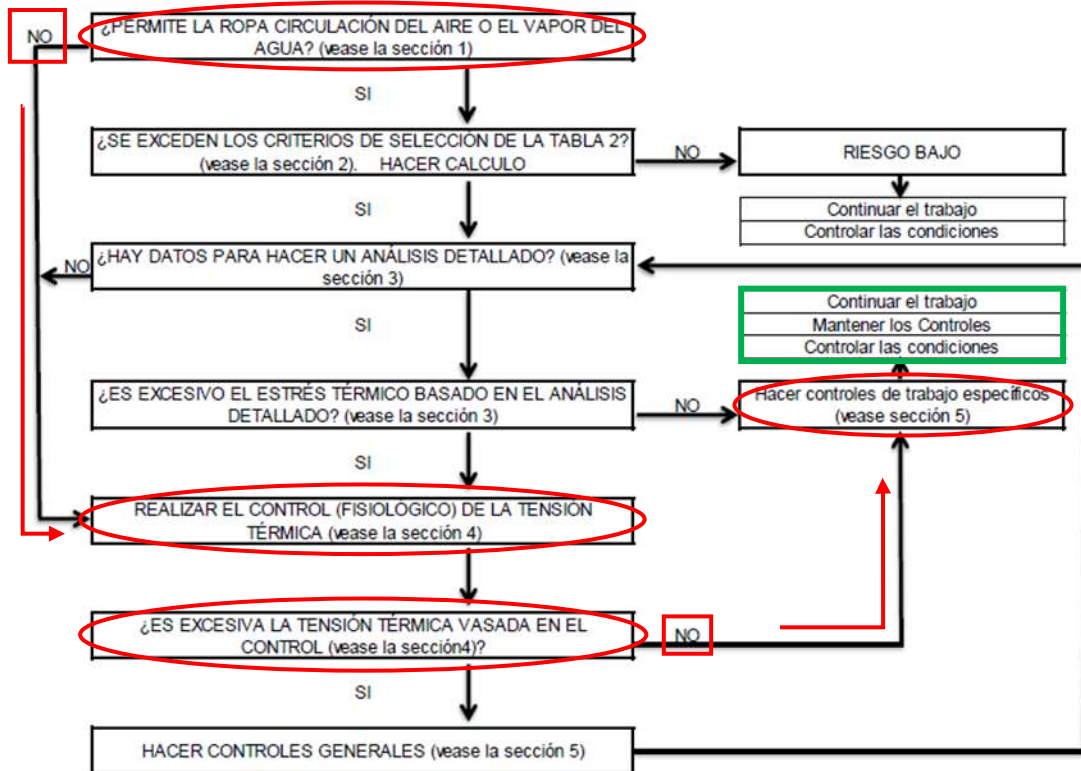 NO
¿PERMITE LA ROPA CIRCULACIÓN DEL AIRE O EL VAPOR DEL
AGUA? (vease la sección 1)
SI
¿SE EXCEDEN LOS CRITERIOS DE SELECCIÓN DE LA TABLA 2?
(vease la sección 2). HACER CALCULO
NO
RIESGO BAJO
Continuar el trabajo
Controlar las condiciones
SI
NO
¿HAY DATOS PARA HACER UN ANÁLISIS DETALLADO? (vease la
sección 3)
SI
Continuar el trabajo
Mantener los Controles
Controlar las condiciones
¿ES EXCESIVO EL ESTRÉS TÉRMICO BASADO EN EL ANÁLISIS
DETALLADO? (vease la sección 3)
NO
Hacer controles de trabajo específicos
(vease sección 5)
SI
REALIZAR EL CONTROL (FISIOLÓGICO) DE LA TENSIÓN
TÉRMICA (vease la sección 4)
¿ES EXCESIVA LA TENSIÓN TÉRMICA VASADA EN EL
CONTROL (vease la sección4)?
NO
SI
HACER CONTROLES GENERALES (vease la sección 5)